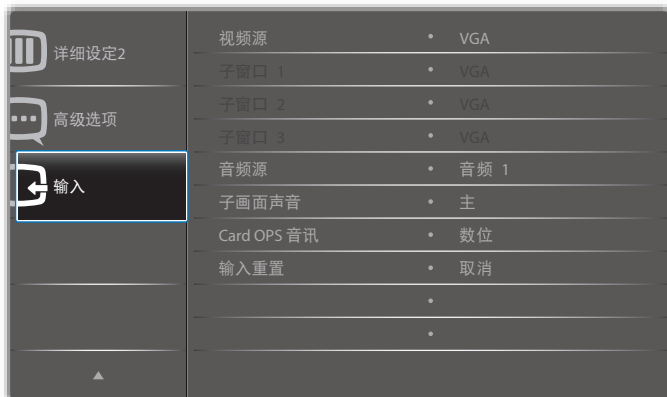 详细设定2
高级选项
输入
视频源 • VGA
子窗口 1 • VGA
子窗口 2 • VGA
子窗口 3 • VGA
音频源 • 音频 1
子画面声音 • 主
Card OPS 音讯 • 数位
输入重置 • 取消